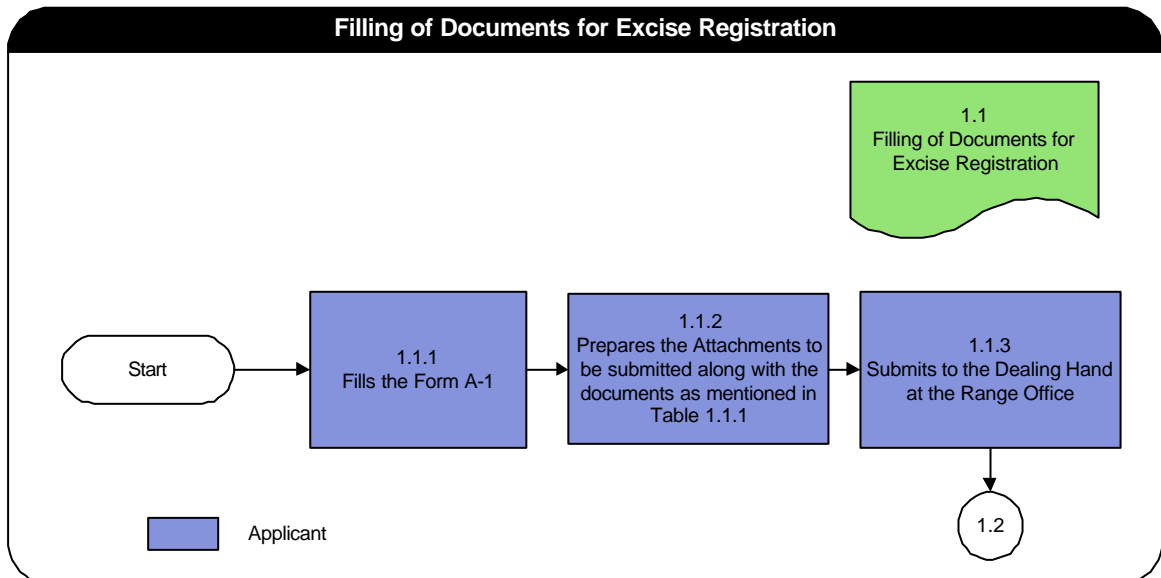 Filling of Documents for Excise Registration
1.1
Filling of Documents for
Excise Registration
Start
1.1.1
Fills the Form A-1
1.1.2
Prepares the Attachments to
be submitted along with the
documents as mentioned in
Table 1.1.1
1.1.3
Submits to the Dealing Hand
at the Range Office
Applicant
1.2